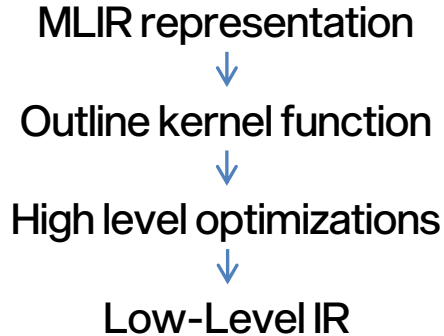 MLIR representation
Outline kernel function
High level optimizations
Low-Level IR